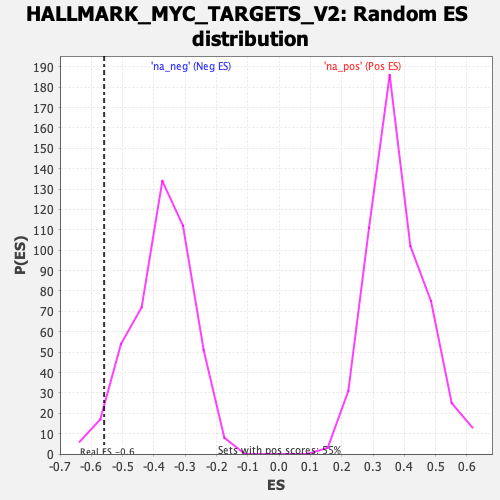 HALLMARK_MYC_TARGETS_V2: Random ES
distribution
'na_neg' (Neg ES)
'na_pos' (Pos ES)
190
180
170
160
150
140
130
120
110
100
90
80
70
60
50
40
30
20
10
0
P(ES)
Real ES -0.6
Sets with pos scores: 55%
-0.7 -0.6 -0.5 -0.4 -0.3 -0.2 -0.1 0.0 0.1 0.2 0.3 0.4 0.5 0.6
ES